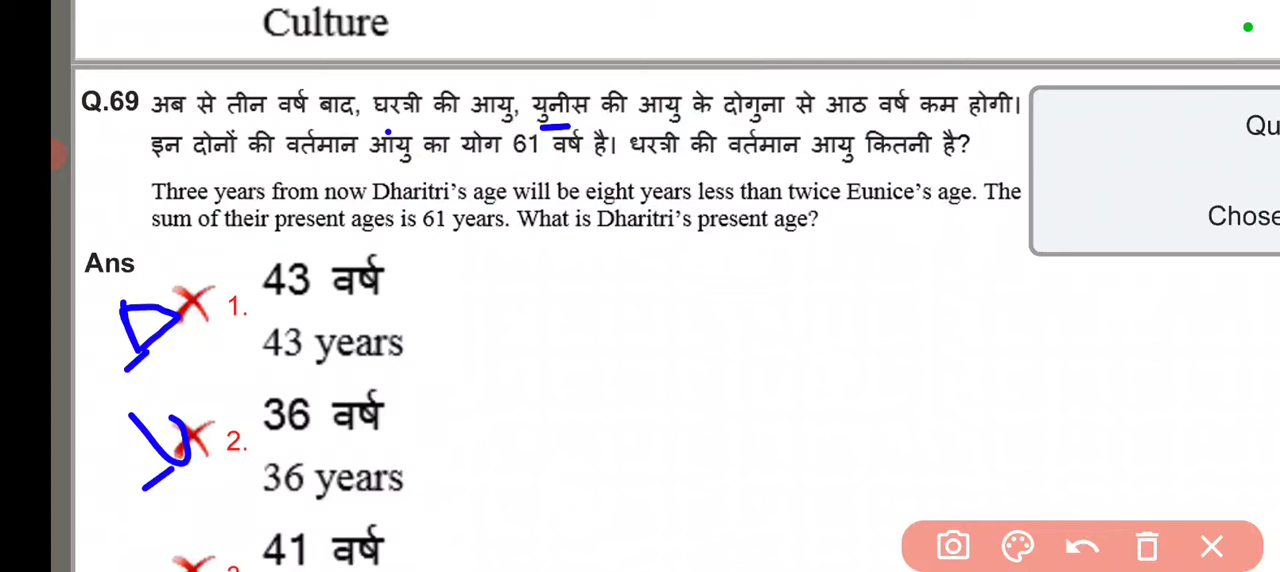 Culture
Q.69 अब से तीन वर्ष बाद, घरत्री की आयु, युनीस की आयु के दोगुना से आठ वर्ष कम होगी।
इन दोनों की वर्तमान आयु का योग 61 वर्ष है। धरत्री की वर्तमान आयु कितनी है?
Qu
Three years from now Dharitri's age will be eight years less than twice Eunice's age. The
sum of their present ages is 61 years. What is Dharitri's present age?
Chose
Ans
1. 43 वर्ष
43 years
2. 36 वर्ष
36 years
41 वर्ष